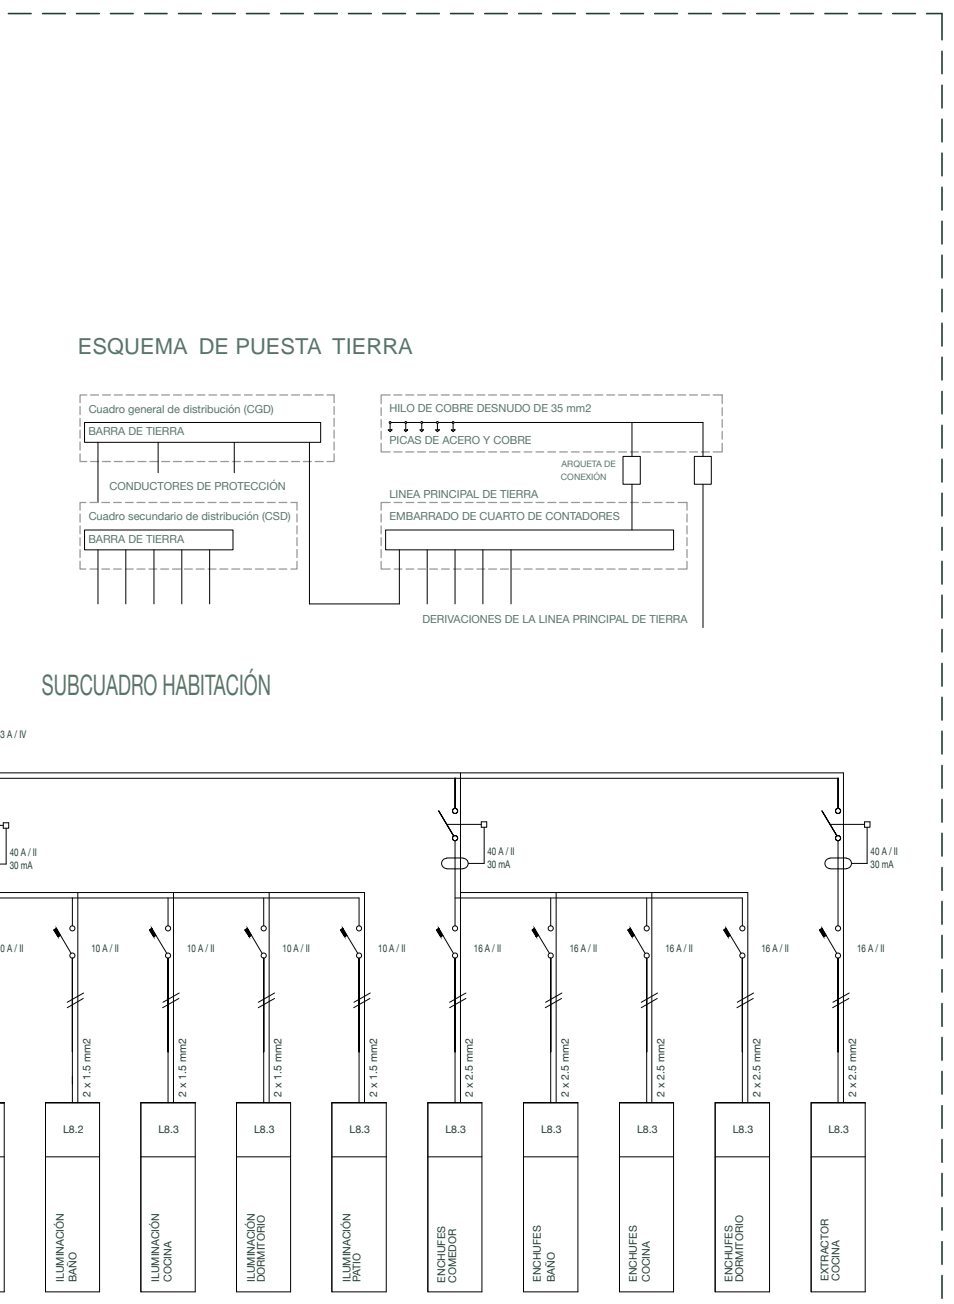 ESQUEMA DE PUESTA TIERRA
Cuadro general de distribución (CGD)
BARRA DE TIERRA
CONDUCTORES DE PROTECCIÓN
Cuadro secundario de distribución (CSD)
BARRA DE TIERRA
HILO DE COBRE DESNUDO DE 35 mm2
PICAS DE ACERO Y COBRE
ARQUETA DE
CONEXIÓN
LINEA PRINCIPAL DE TIERRA
EMBARRADO DE CUARTO DE CONTADORES
DERIVACIONES DE LA LINEA PRINCIPAL DE TIERRA
SUBCUADRO HABITACIÓN
3 A / IV
40 A / II
30 mA
40 A / II
30 mA
40 A / II
30 mA
0 A / II
10 A / II
10 A / II
10 A / II
10 A / II
16 A / II
16 A / II
16 A / II
16 A / II
16 A / II
2 x 1.5 mm2
2 x 1.5 mm2
2 x 1.5 mm2
2 x 1.5 mm2
2 x 2.5 mm2
2 x 2.5 mm2
2 x 2.5 mm2
2 x 2.5 mm2
2 x 2.5 mm2
L8.2
L8.3
L8.3
L8.3
L8.3
L8.3
L8.3
L8.3
L8.3
ILUMINACIÓN
BAÑO
ILUMINACIÓN
COCINA
ILUMINACIÓN
DORMITORIO
ILUMINACIÓN
PATIO
ENCHUFES
COMEDOR
ENCHUFES
BAÑO
ENCHUFES
COCINA
ENCHUFES
DORMITORIO
EXTRACTOR
COCINA